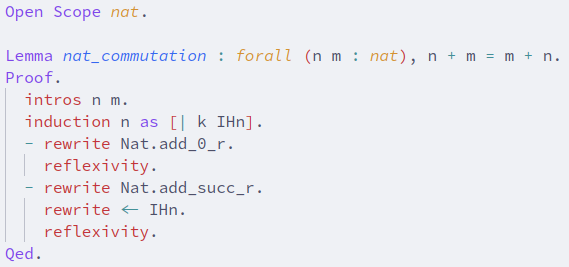 Open Scope nat.
Lemma nat_commutation : forall (n m : nat), n + m = m + n.
Proof.
intros n m.
induction n as [| k IHn].
- rewrite Nat.add_0_r.
reflexivity.
- rewrite Nat.add_succ_r.
rewrite ← IHn.
reflexivity.
Qed.